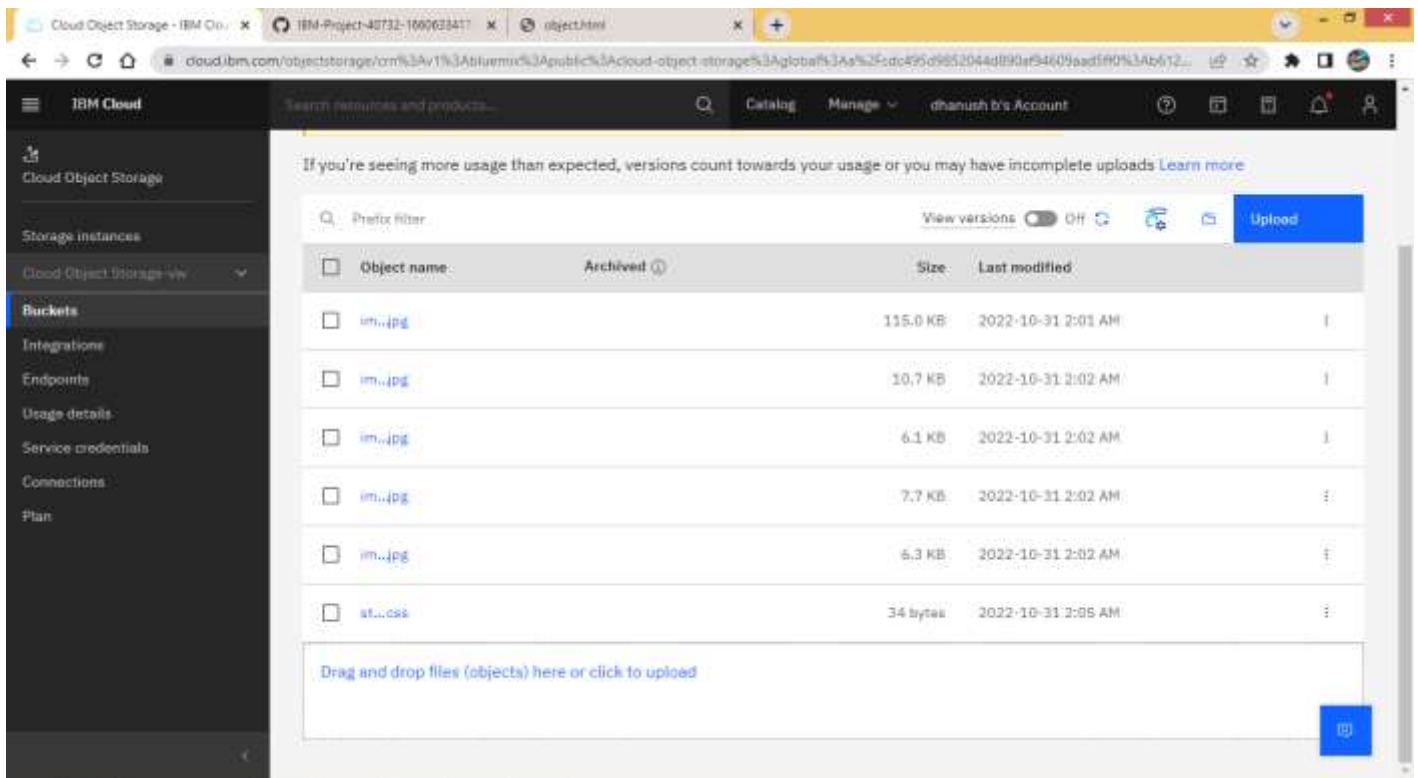 Cloud Object Storage - IBM Clo
IBM-Project-40732-1660633417
object.html
IBM Cloud
Search resources and products...
Catalog
Manage
dhanush b's Account
Cloud Object Storage
If you're seeing more usage than expected, versions count towards your usage or you may have incomplete uploads Learn more
Storage instances
Prefix filter
View versions Off
Upload
Cloud Object Storage-vw
Object name Archived Size Last modified
Buckets
im...jpg 115.0 KB 2022-10-31 2:01 AM
Integrations
Endpoints
im...jpg 10.7 KB 2022-10-31 2:02 AM
Usage details
Service credentials
im...jpg 6.1 KB 2022-10-31 2:02 AM
Connections
im...jpg 7.7 KB 2022-10-31 2:02 AM
Plan
im...jpg 6.3 KB 2022-10-31 2:02 AM
st...css 34 bytes 2022-10-31 2:05 AM
Drag and drop files (objects) here or click to upload